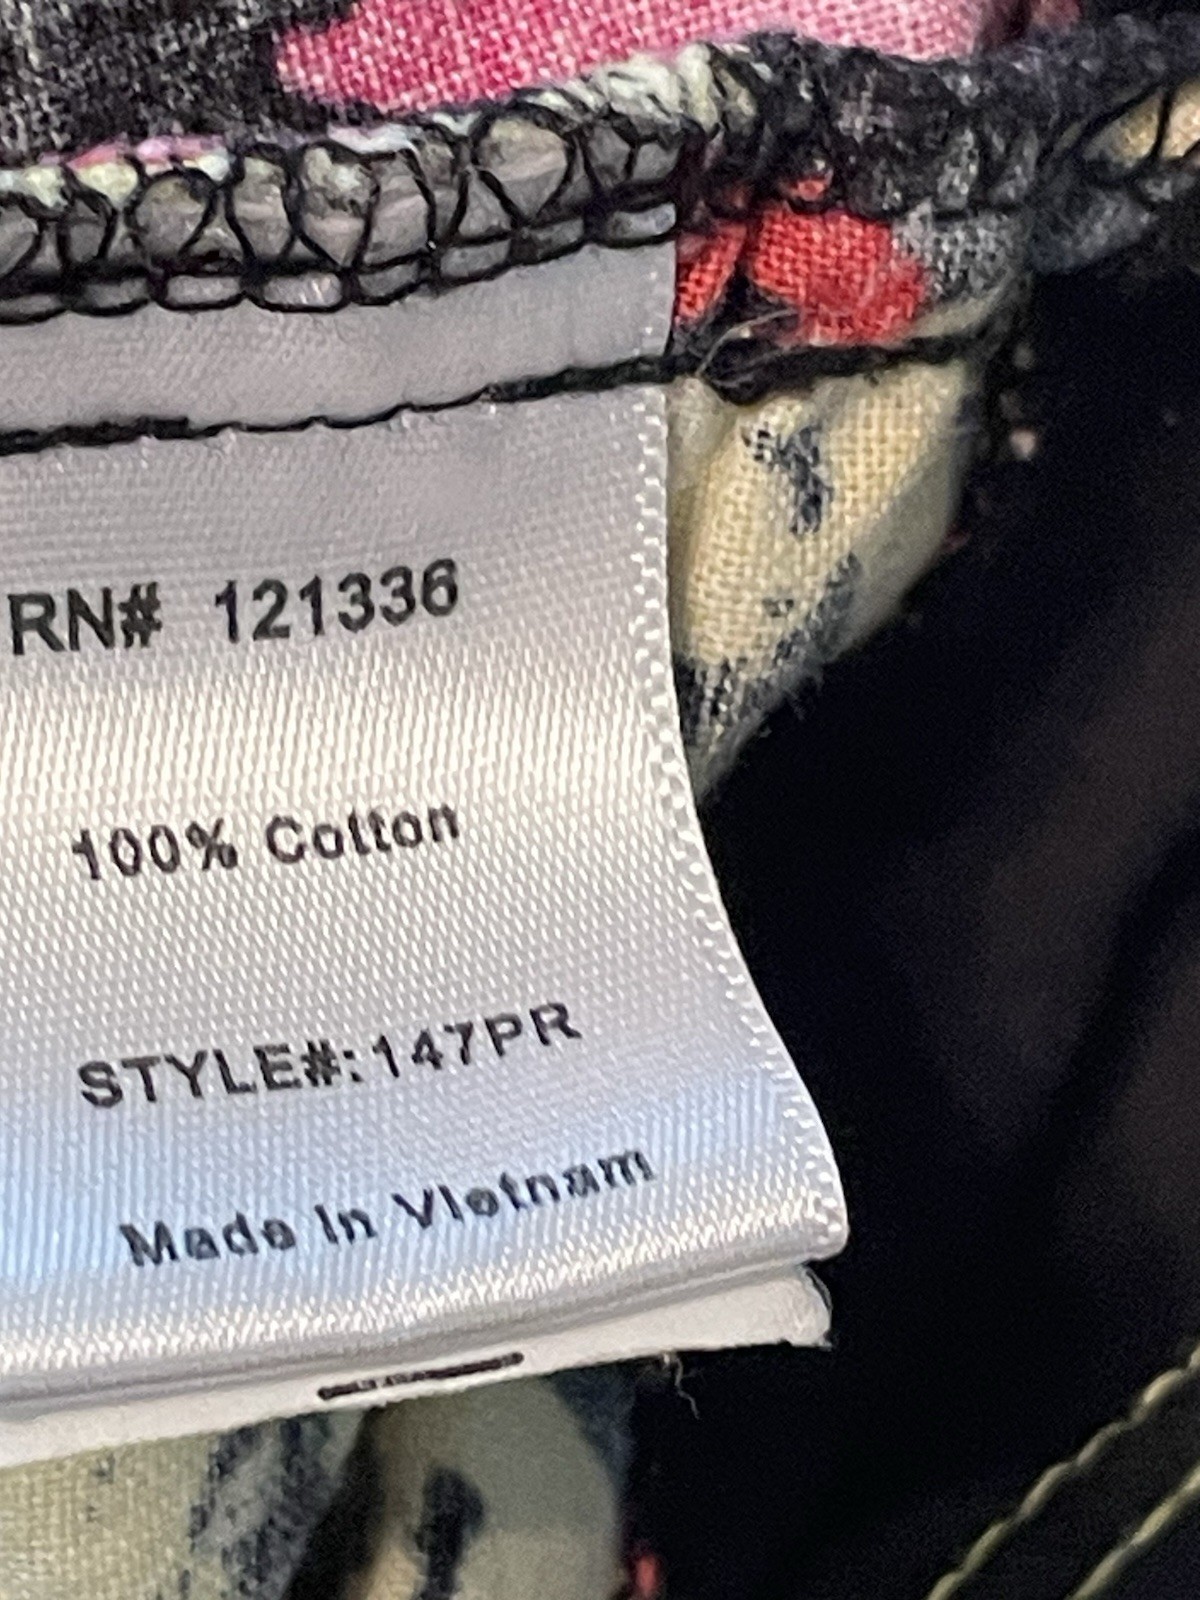 RN# 121336
100% Cotton
STYLE#:147PR
Made In Vietnam